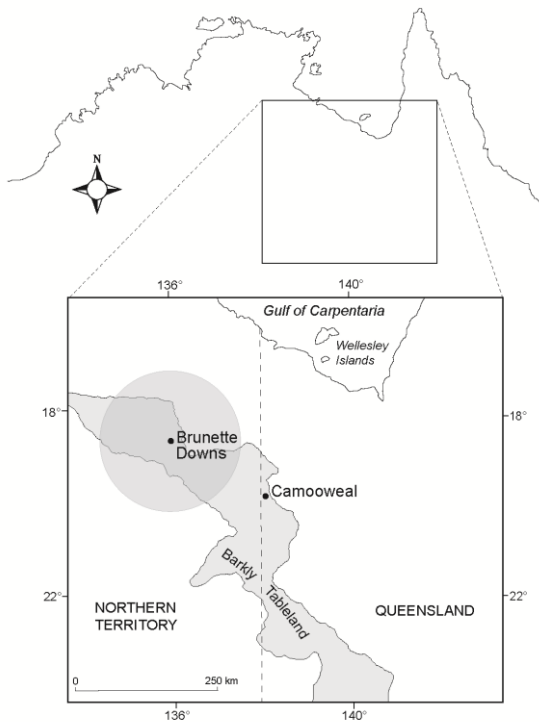 N
136°
140°
Gulf of Carpentaria
Wellesley
Islands
18°
18°
Brunette
Downs
Camooweal
Barkly
Tableland
22°
22°
NORTHERN
TERRITORY
QUEENSLAND
0
250 km
136°
140°